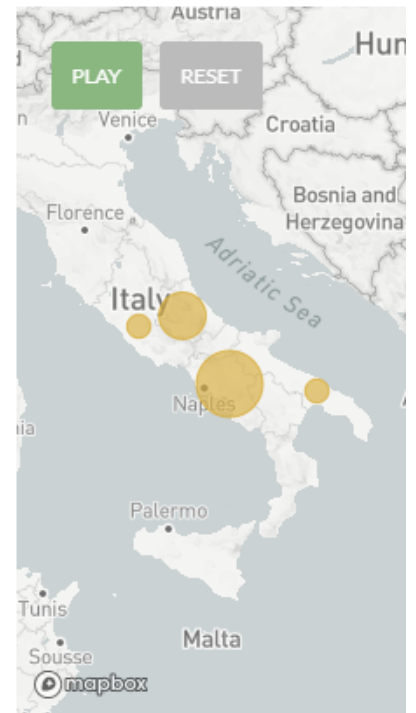 Austria
Hun
PLAY
RESET
Venice
Croatia
Bosnia and
Herzegovina
Florence
Adriatic Sea
Italy
Naples
Palermo
Tunis
Malta
Sousse
mapbox